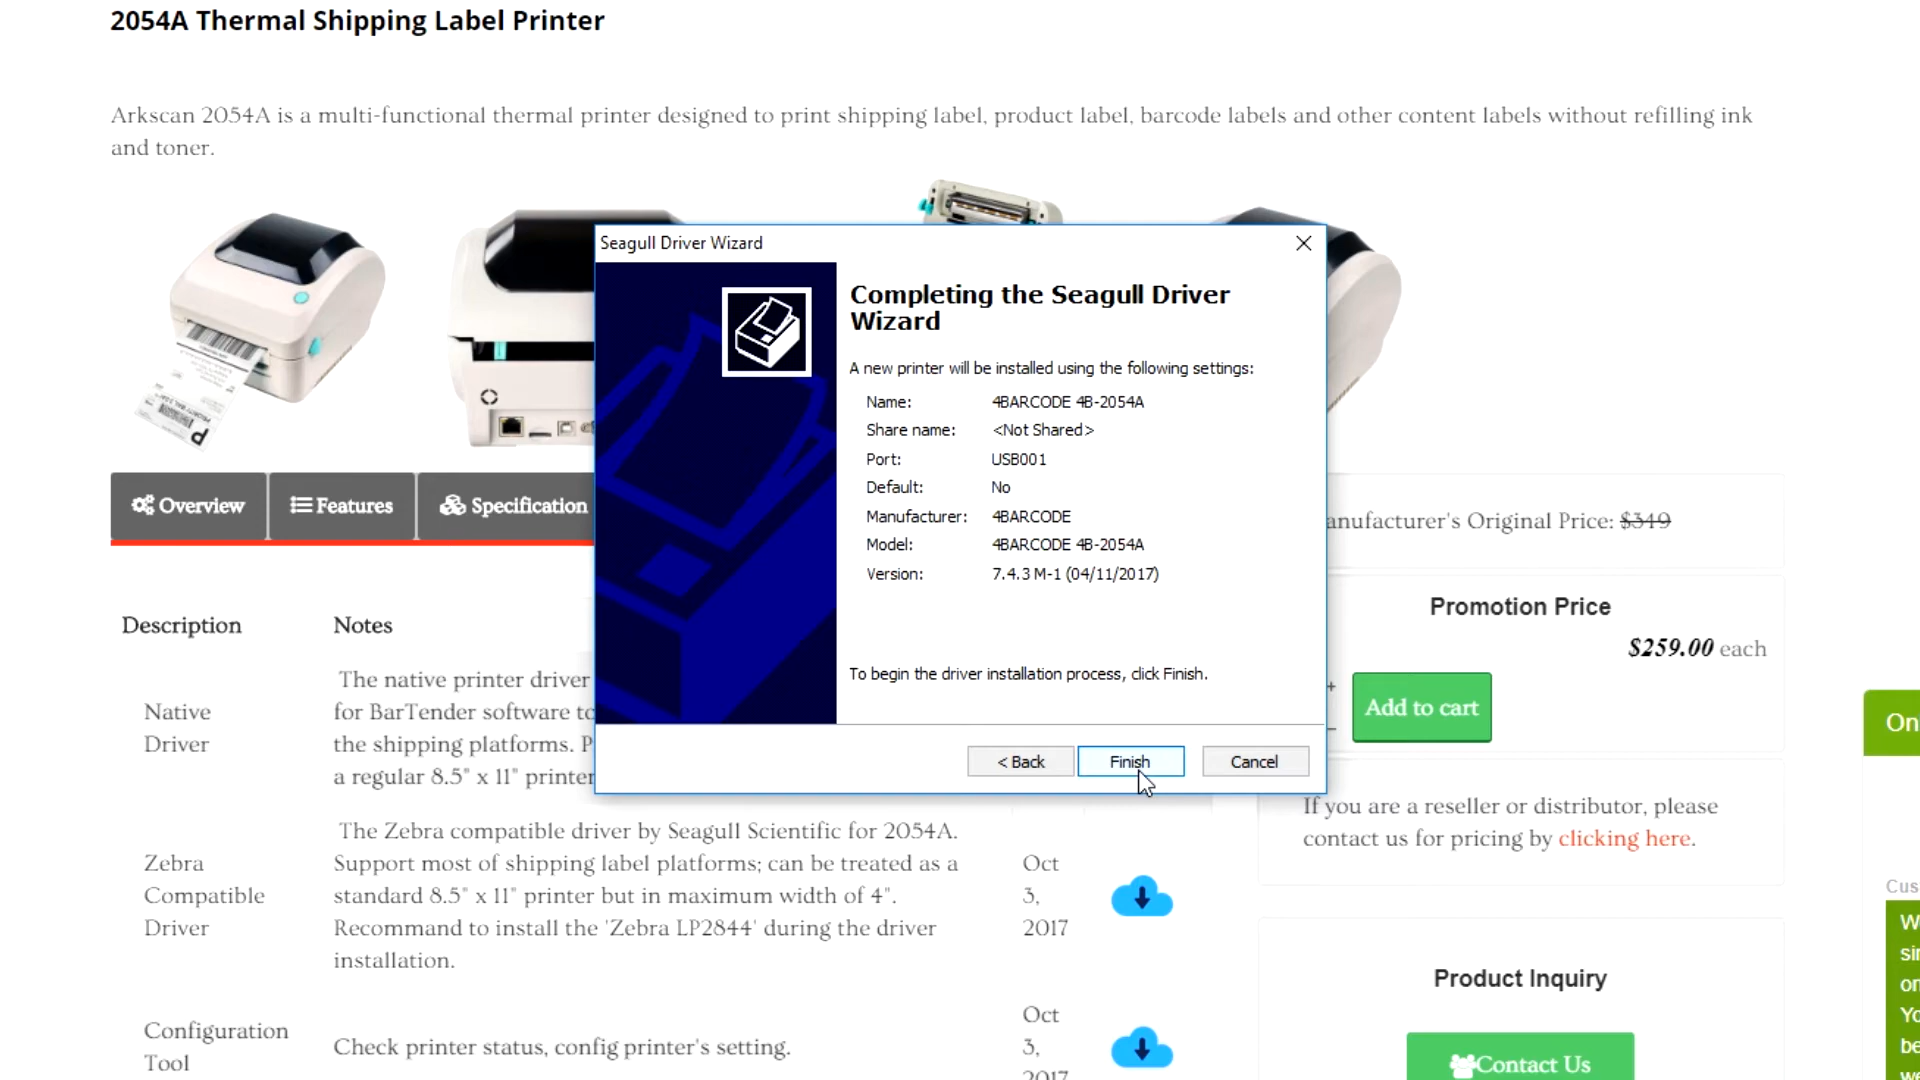 2054A Thermal Shipping Label Printer
Arkscan 2054A is a multi-functional thermal printer designed to print shipping label, product label, barcode labels and other content labels without refilling ink
and toner.
Seagull Driver Wizard
Completing the Seagull Driver
Wizard
A new printer will be installed using the following settings:
Name: 4BARCODE 4B-2054A
Share name: <Not Shared>
Port: USB001
Default: No
Manufacturer: 4BARCODE
Model: 4BARCODE 4B-2054A
Version: 7.4.3 M-1 (04/11/2017)
To begin the driver installation process, click Finish.
< Back Finish Cancel
Overview Features Specification
Description Notes
Native
Driver
The native printer driver
for BarTender software to
the shipping platforms. P
a regular 8.5" x 11" printer
Zebra
Compatible
Driver
The Zebra compatible driver by Seagull Scientific for 2054A.
Support most of shipping label platforms; can be treated as a
standard 8.5" x 11" printer but in maximum width of 4".
Recommand to install the 'Zebra LP2844' during the driver
installation.
Oct
3,
2017
Configuration
Tool
Check printer status, config printer's setting.
Oct
3,
2017
anufacturer's Original Price: $349
Promotion Price
$259.00 each
+
−
Add to cart
If you are a reseller or distributor, please
contact us for pricing by clicking here.
Product Inquiry
Contact Us
On
Cus
W
sin
on
Yo
be
we